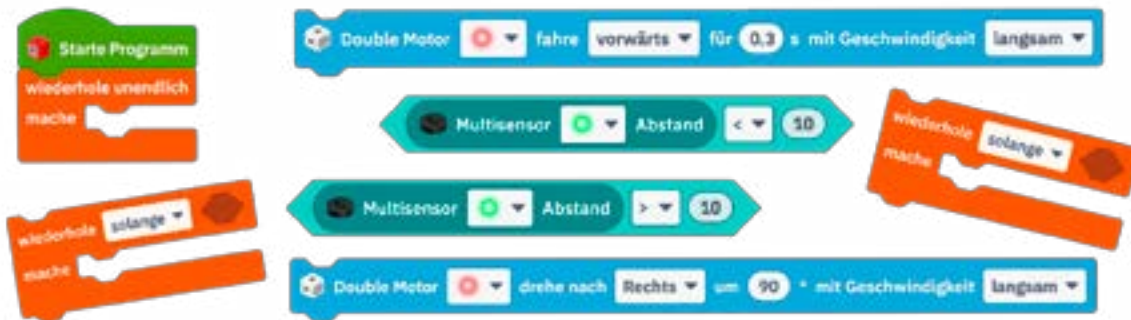 Starte Programm
wiederhole unendlich
mache
Double Motor fahre vorwärts für 0.3 s mit Geschwindigkeit langsam
Multisensor Abstand < 10
wiederhole solange
mache
Multisensor Abstand > 10
wiederhole solange
mache
Double Motor drehe nach Rechts um 90 ° mit Geschwindigkeit langsam